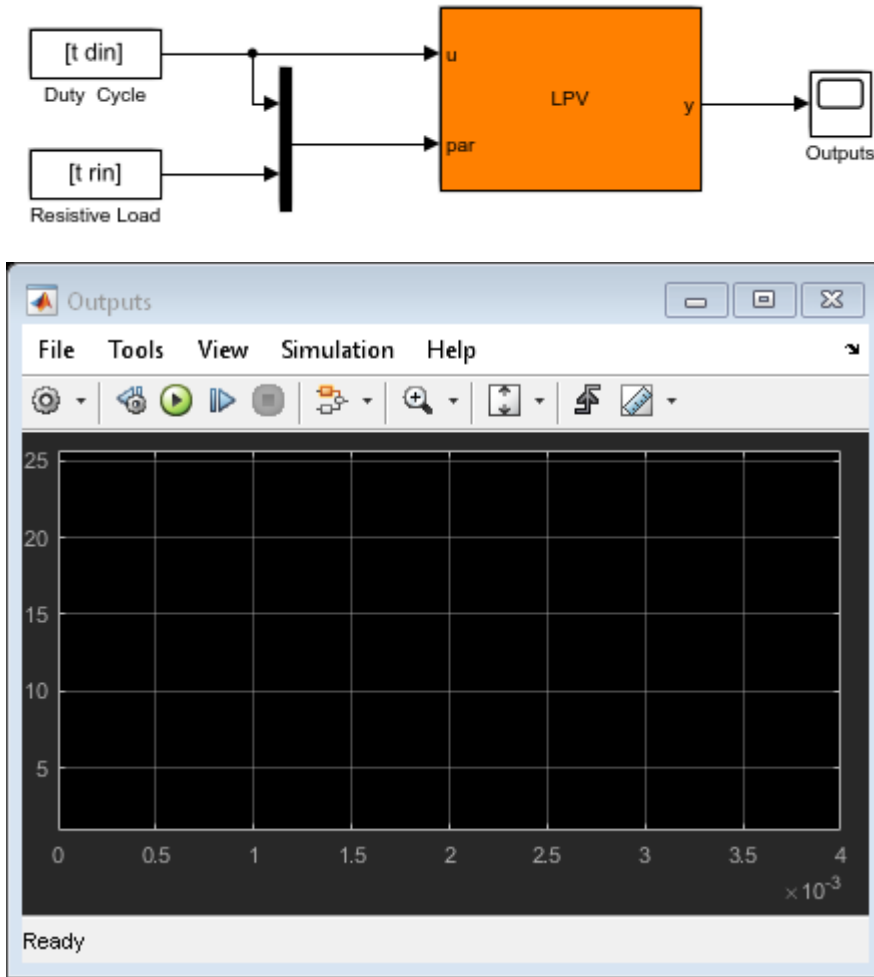 [t din]
Duty Cycle
u
LPV
y
par
[t rin]
Resistive Load
Outputs
Outputs
File Tools View Simulation Help
25
20
15
10
5
0 0.5 1 1.5 2 2.5 3 3.5 4
×10-3
Ready